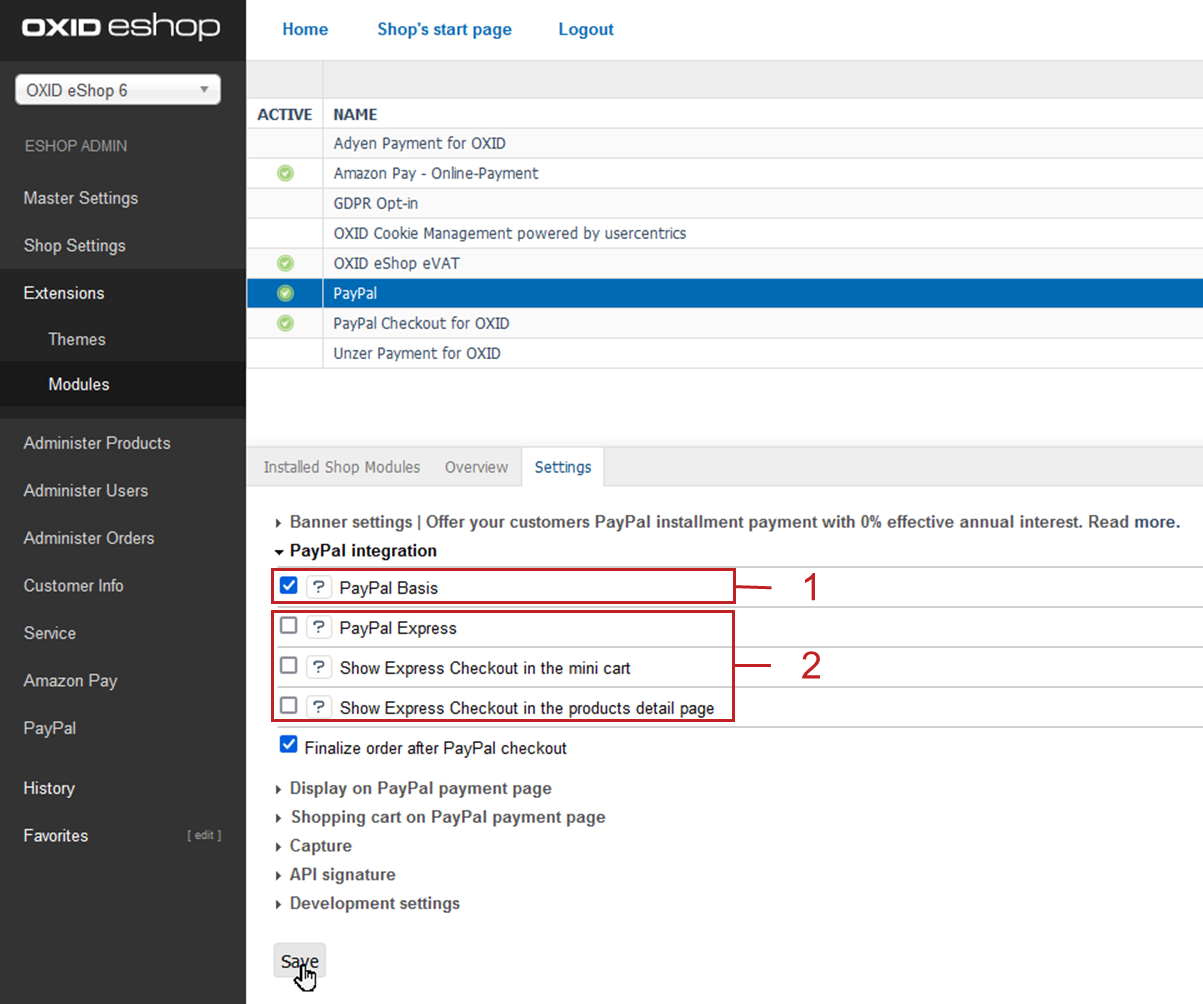 OXID eshop
Home Shop's start page Logout
OXID eShop 6
ESHOP ADMIN
Master Settings
Shop Settings
Extensions
Themes
Modules
Administer Products
Administer Users
Administer Orders
Customer Info
Service
Amazon Pay
PayPal
History
Favorites [ edit ]
ACTIVE NAME
Adyen Payment for OXID
Amazon Pay - Online-Payment
GDPR Opt-in
OXID Cookie Management powered by usercentrics
OXID eShop eVAT
PayPal
PayPal Checkout for OXID
Unzer Payment for OXID
Installed Shop Modules Overview Settings
Banner settings | Offer your customers PayPal installment payment with 0% effective annual interest. Read more.
PayPal integration
? PayPal Basis 1
? PayPal Express
? Show Express Checkout in the mini cart 2
? Show Express Checkout in the products detail page
Finalize order after PayPal checkout
Display on PayPal payment page
Shopping cart on PayPal payment page
Capture
API signature
Development settings
Save